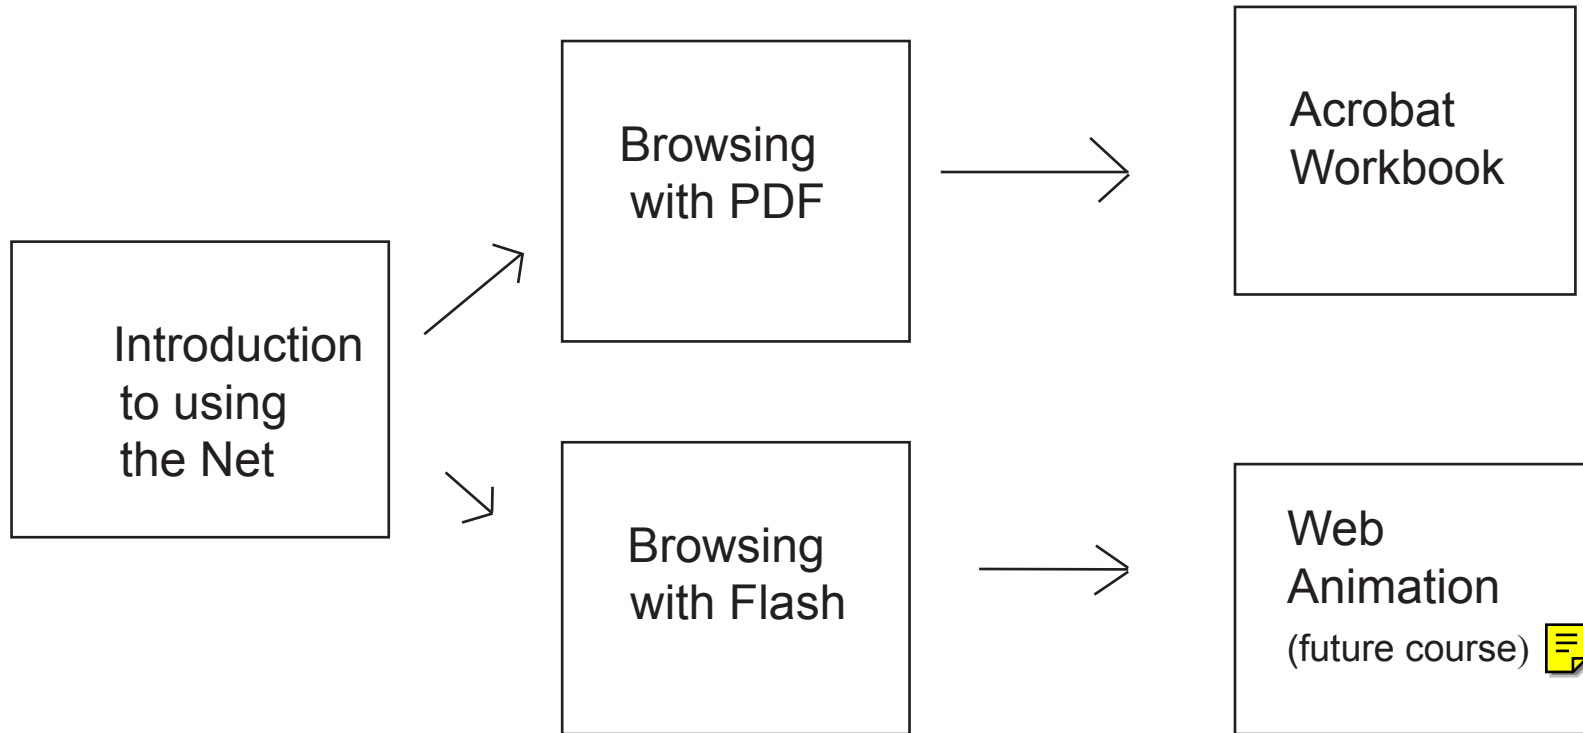 Introduction
to using
the Net
Browsing
with PDF
Acrobat
Workbook
Browsing
with Flash
Web
Animation
(future course)